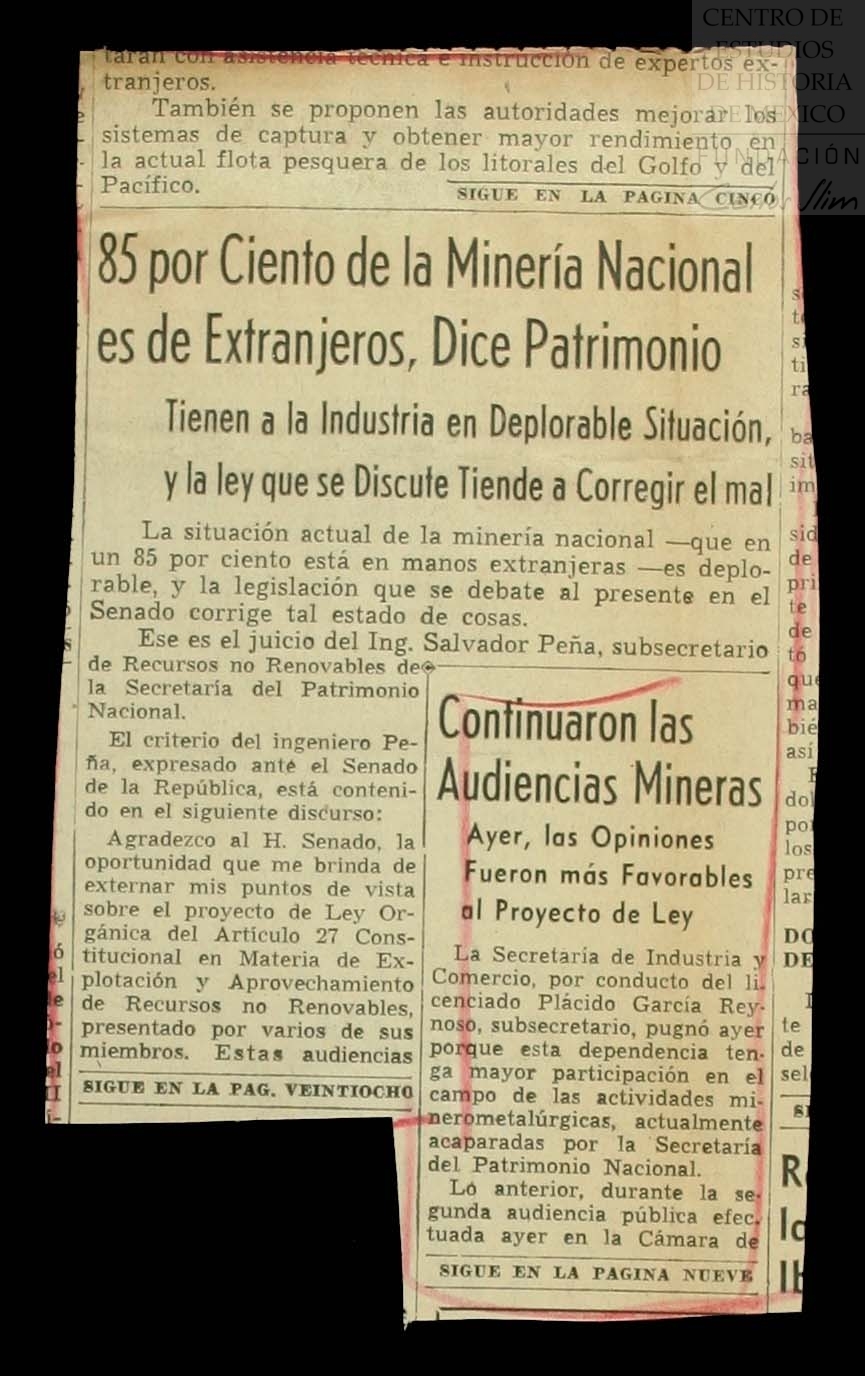 CENTRO DE
ESTUDIOS
DE HISTORIA
DE MEXICO
FUNDACIÓN
Carlos Slim
taran con asistencia técnica e instrucción de expertos ex-
tranjeros.
También se proponen las autoridades mejorar los
sistemas de captura y obtener mayor rendimiento en
la actual flota pesquera de los litorales del Golfo y del
Pacífico.
SIGUE EN LA PAGINA CINCO
85 por Ciento de la Minería Nacional
es de Extranjeros, Dice Patrimonio
Tienen a la Industria en Deplorable Situación,
y la ley que se Discute Tiende a Corregir el mal
La situación actual de la minería nacional —que en
un 85 por ciento está en manos extranjeras —es deplo-
rable, y la legislación que se debate al presente en el
Senado corrige tal estado de cosas.
Ese es el juicio del Ing. Salvador Peña, subsecretario
de Recursos no Renovables de
la Secretaría del Patrimonio
Nacional.
El criterio del ingeniero Pe-
ña, expresado ante el Senado
de la República, está conteni-
do en el siguiente discurso:
Agradezco al H. Senado, la
oportunidad que me brinda de
externar mis puntos de vista
sobre el proyecto de Ley Or-
gánica del Artículo 27 Cons-
titucional en Materia de Ex-
plotación y Aprovechamiento
de Recursos no Renovables,
presentado por varios de sus
miembros. Estas audiencias
SIGUE EN LA PAG. VEINTIOCHO
Continuaron las
Audiencias Mineras
Ayer, las Opiniones
Fueron más Favorables
al Proyecto de Ley
La Secretaría de Industria y
Comercio, por conducto del li-
cenciado Plácido García Rey-
noso, subsecretario, pugnó ayer
porque esta dependencia ten-
ga mayor participación en el
campo de las actividades mi-
nerometalúrgicas, actualmente
acaparadas por la Secretaría
del Patrimonio Nacional.
Lo anterior, durante la se-
gunda audiencia pública efec-
tuada ayer en la Cámara de
SIGUE EN LA PAGINA NUEVE